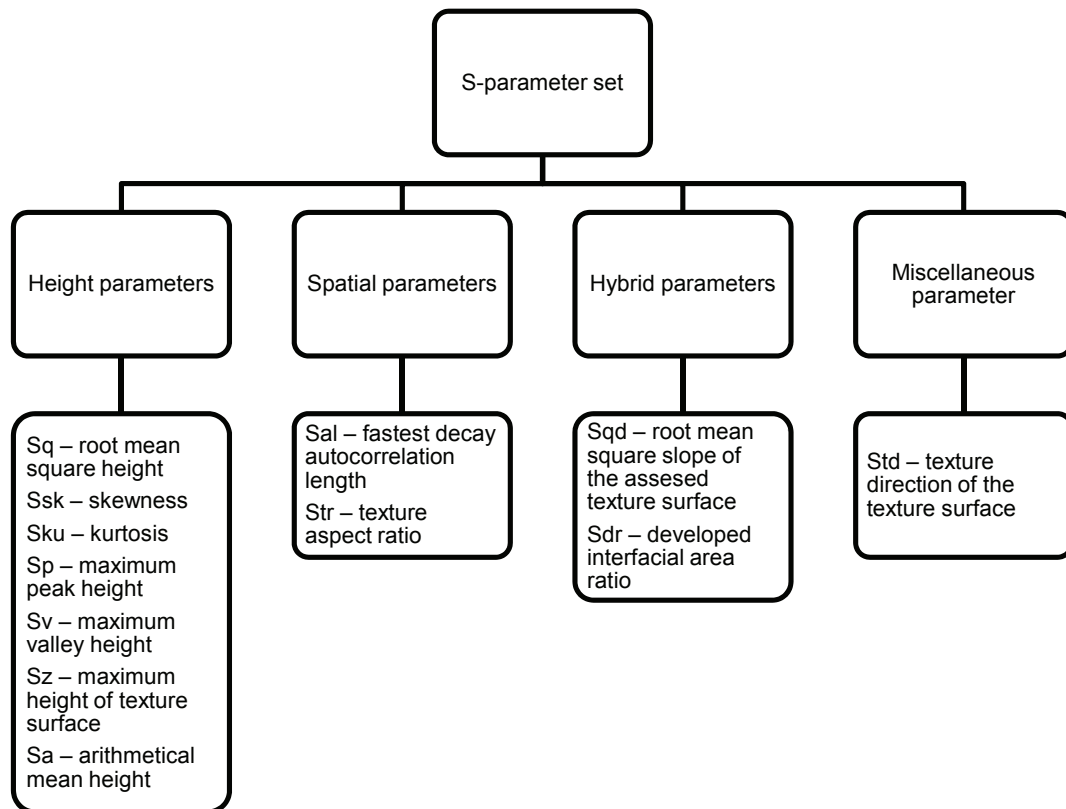 S-parameter set
Height parameters
Spatial parameters
Hybrid parameters
Miscellaneous
parameter
Sq – root mean
square height
Ssk – skewness
Sku – kurtosis
Sp – maximum
peak height
Sv – maximum
valley height
Sz – maximum
height of texture
surface
Sa – arithmetical
mean height
Sal – fastest decay
autocorrelation
length
Str – texture
aspect ratio
Sqd – root mean
square slope of
the assesed
texture surface
Sdr – developed
interfacial area
ratio
Std – texture
direction of the
texture surface